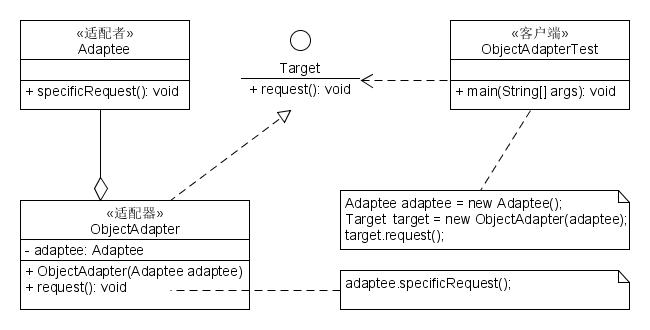 《适配者》
Adaptee
+ specificRequest(): void
Target
+ request(): void
《客户端》
ObjectAdapterTest
+ main(String[] args): void
《适配器》
ObjectAdapter
- adaptee: Adaptee
+ ObjectAdapter(Adaptee adaptee)
+ request(): void
Adaptee adaptee = new Adaptee();
Target target = new ObjectAdapter(adaptee);
target.request();
adaptee.specificRequest();